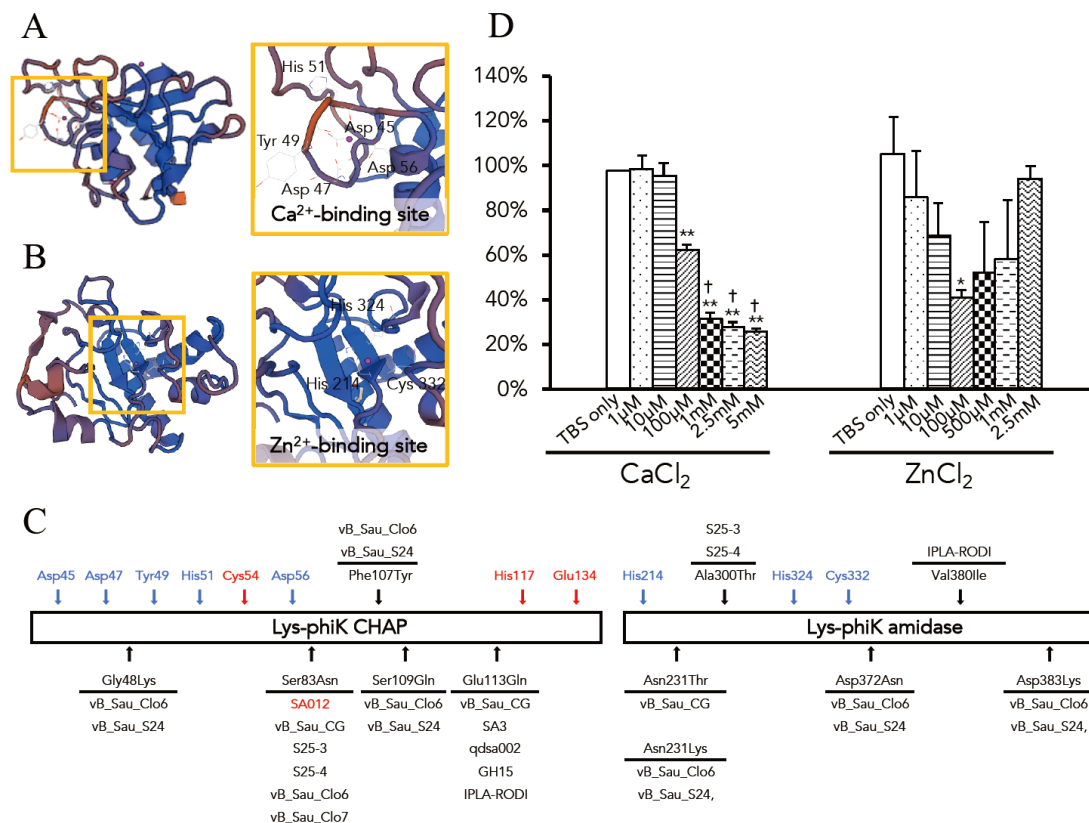 A
His 51
Asp 45
Tyr 49
Asp 56
Asp 47
Ca²⁺-binding site
B
His 324
His 214
Cys 332
Zn²⁺-binding site
D
140%
120%
100%
80%
60%
40%
20%
0%
**
†
**
†
**
†
**
*
TBS only
1μM
10μM
100μM
1mM
2.5mM
5mM
CaCl₂
TBS only
1μM
10μM
100μM
500μM
1mM
2.5mM
ZnCl₂
C
vB_Sau_Clo6
vB_Sau_S24
Phe107Tyr
S25-3
S25-4
Ala300Thr
IPLA-RODI
Val380Ile
Asp45 Asp47 Tyr49 His51 Cys54 Asp56 His117 Glu134 His214 His324 Cys332
Lys-phiK CHAP
Lys-phiK amidase
Gly48Lys
vB_Sau_Clo6
vB_Sau_S24
Ser83Asn
SA012
vB_Sau_CG
S25-3
S25-4
vB_Sau_Clo6
vB_Sau_Clo7
Ser109Gln
vB_Sau_Clo6
vB_Sau_S24
Glu113Gln
vB_Sau_CG
SA3
qdsa002
GH15
IPLA-RODI
Asn231Thr
vB_Sau_CG
Asn231Lys
vB_Sau_Clo6
vB_Sau_S24,
Asp372Asn
vB_Sau_Clo6
vB_Sau_S24
Asp383Lys
vB_Sau_Clo6
vB_Sau_S24,